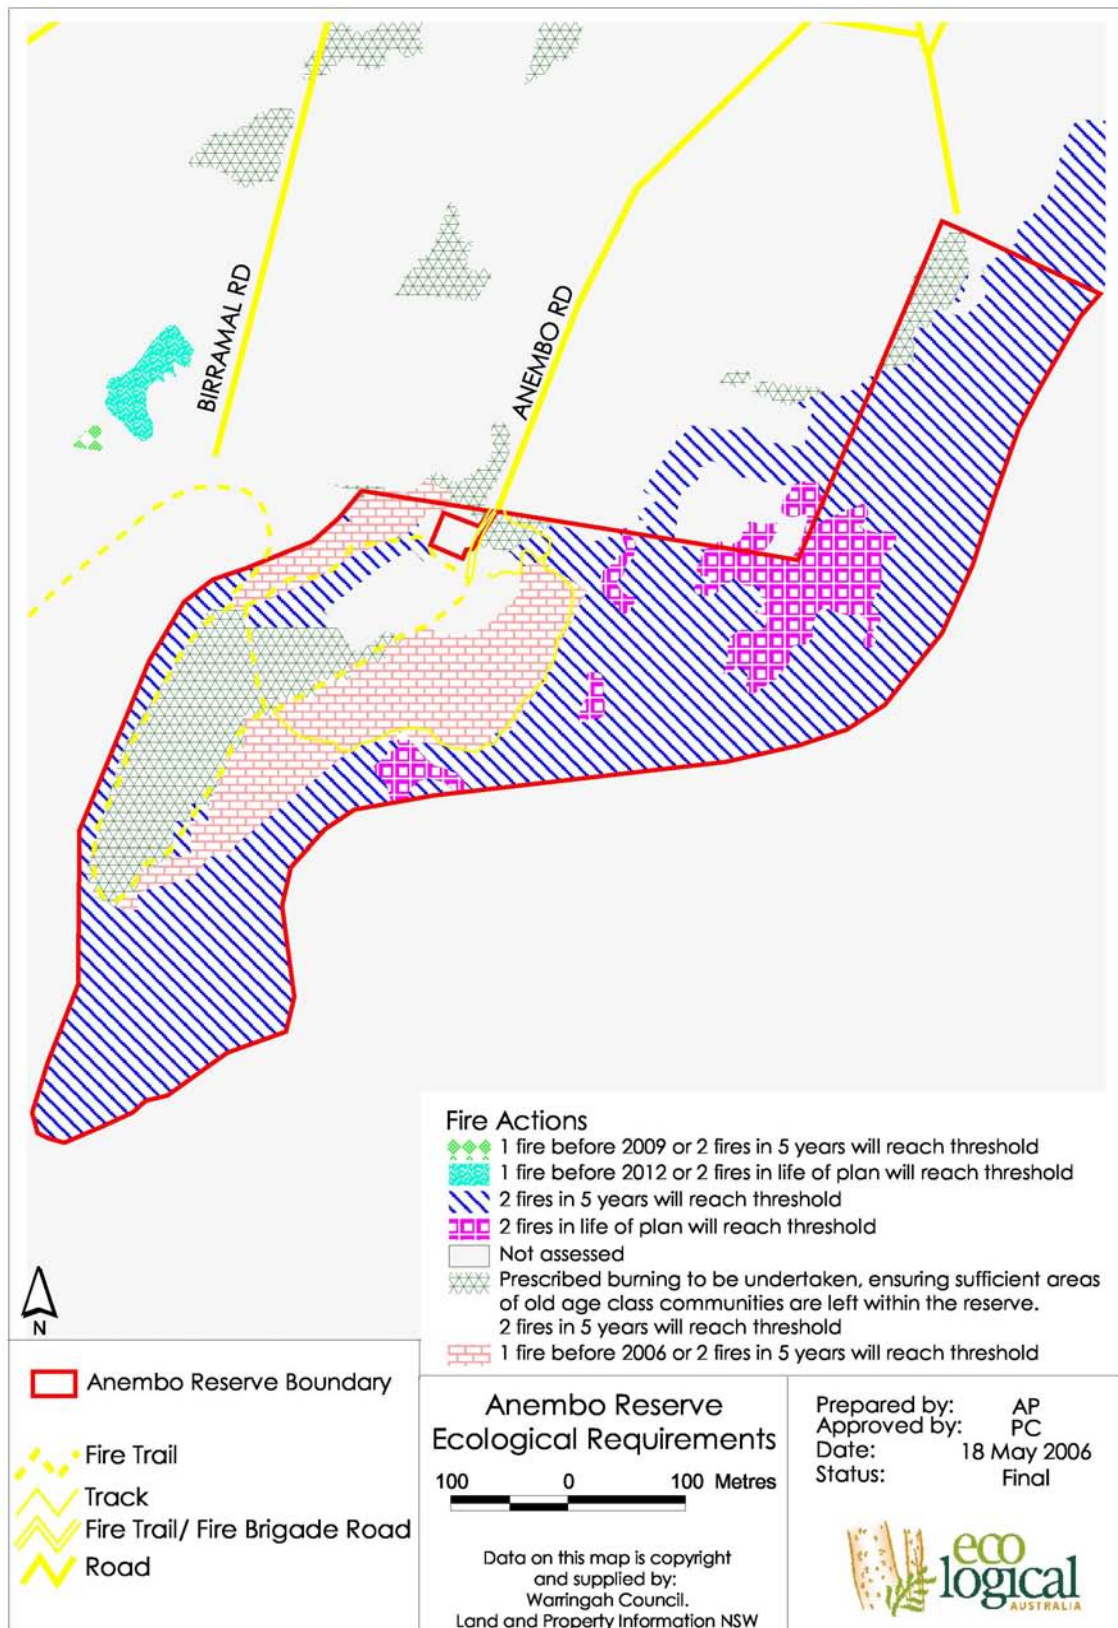 BIRRAMAL RD
ANEMBO RD
Fire Actions
1 fire before 2009 or 2 fires in 5 years will reach threshold
1 fire before 2012 or 2 fires in life of plan will reach threshold
2 fires in 5 years will reach threshold
2 fires in life of plan will reach threshold
Not assessed
Prescribed burning to be undertaken, ensuring sufficient areas
of old age class communities are left within the reserve.
2 fires in 5 years will reach threshold
1 fire before 2006 or 2 fires in 5 years will reach threshold
N
Anembo Reserve Boundary
Fire Trail
Track
Fire Trail/ Fire Brigade Road
Road
Anembo Reserve
Ecological Requirements
100 0 100 Metres
Data on this map is copyright
and supplied by:
Warringah Council.
Land and Property Information NSW
Prepared by: AP
Approved by: PC
Date: 18 May 2006
Status: Final
eco
logical
AUSTRALIA